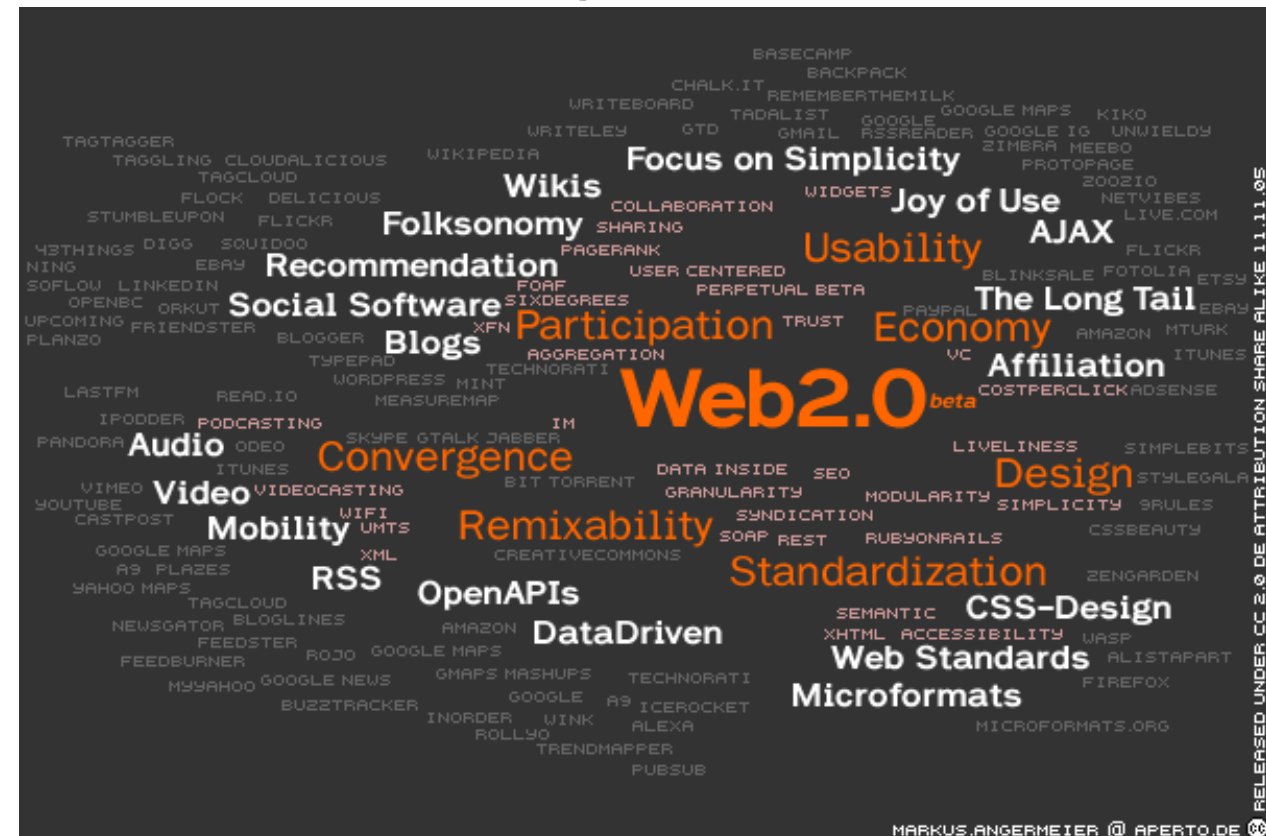 BASECAMP
BACKPACK
CHALK.IT
REMEMBERTHEMILK
WRITEBOARD
TADALIST
GOOGLE MAPS
KIKO
WRITELEY
GTD
GMAIL
GOOGLE RSSREADER
GOOGLE IG
UNWIELDY
TAGTAGGER
ZIMBRA
MEEBO
TAGGLING
CLOUDALICIOUS
WIKIPEDIA
Focus on Simplicity
PROTOPAGE
TAGCLOUD
Wikis
ZOOZIO
FLOCK
DELICIOUS
COLLABORATION
WIDGETS
Joy of Use
NETVIBES
STUMBLEUPON
FLICKR
Folksonomy
SHARING
AJAX
LIVE.COM
43THINGS
DIGG
SQUIDOO
PAGERANK
Usability
FLICKR
NING
EBAY
Recommendation
USER CENTERED
BLINKSALE
FOTOLIA
ETSY
SOFLOW
LINKEDIN
FOAF
PERPETUAL BETA
OPENBC
ORKUT
Social Software
SIXDEGREES
PAYPAL
The Long Tail
EBAY
UPCOMING
FRIENDSTER
XFN
Participation
TRUST
Economy
AMAZON
MTURK
PLANZO
BLOGGER
Blogs
AGGREGATION
VC
ITUNES
TYPEPAD
TECHNORATI
Affiliation
WORDPRESS
MINT
Web2.0 beta
COSTPERCLICK
ADSENSE
LASTFM
READ.IO
MEASUREMAP
IPODDER
PODCASTING
IM
PANDORA
Audio
ODEO
SKYPE GTALK JABBER
LIVELINESS
SIMPLEBITS
ITUNES
Convergence
DATA INSIDE
SEO
Design
STYLEGALA
VIMEO
Video
VIDEOCASTING
BIT TORRENT
GRANULARITY
MODULARITY
SIMPLICITY
9RULES
YOUTUBE
CASTPOST
WIFI
SYNDICATION
Mobility
UMTS
Remixability
SOAP
REST
RUBYONRAILS
CSSBEAUTY
GOOGLE MAPS
XML
CREATIVECOMMONS
A9
PLAZES
RSS
Standardization
ZENGARDEN
YAHOO MAPS
OpenAPIs
TAGCLOUD
SEMANTIC
CSS-Design
NEWSGATOR
BLOGLINES
AMAZON
DataDriven
XHTML
ACCESSIBILITY
WASP
FEEDSTER
ROJO
GOOGLE MAPS
Web Standards
ALISTAPART
FEEDBURNER
GMAPS MASHUPS
TECHNORATI
FIREFOX
MYYAHOO
GOOGLE NEWS
GOOGLE
A9
Microformats
BUZZTRACKER
ICEROCKET
INORDER
WINK
ALEXA
MICROFORMATS.ORG
ROLLYO
TRENDMAPPER
PUBSUB
MARKUS.ANGERMEIER @ APERTO.DE
RELEASED UNDER CC 2.0 DE ATTRIBUTION SHARE ALIKE 11.11.05
cc